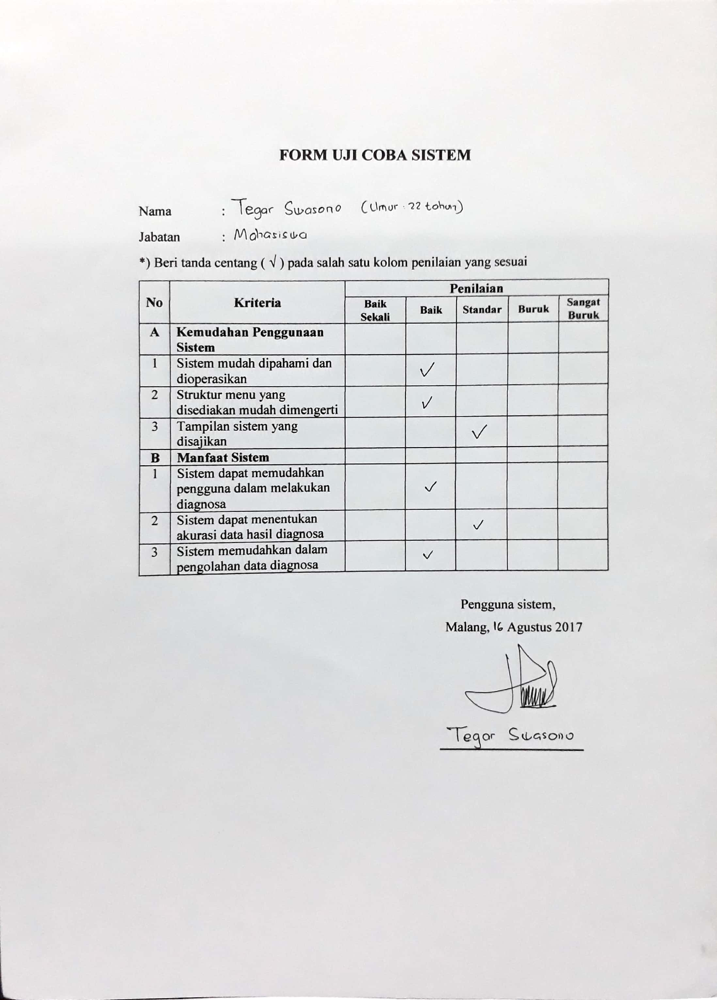 FORM UJI COBA SISTEM
Nama : Tegar Swasono (Umur : 22 tahun)
Jabatan : Mahasiswa
*) Beri tanda centang ( √ ) pada salah satu kolom penilaian yang sesuai
No Kriteria Penilaian
Baik Sekali Baik Standar Buruk Sangat Buruk
A Kemudahan Penggunaan
Sistem
1 Sistem mudah dipahami dan ✓
dioperasikan
2 Struktur menu yang ✓
disediakan mudah dimengerti
3 Tampilan sistem yang ✓
disajikan
B Manfaat Sistem
1 Sistem dapat memudahkan
pengguna dalam melakukan ✓
diagnosa
2 Sistem dapat menentukan ✓
akurasi data hasil diagnosa
3 Sistem memudahkan dalam ✓
pengolahan data diagnosa
Pengguna sistem,
Malang, 16 Agustus 2017
Tegar Swasono